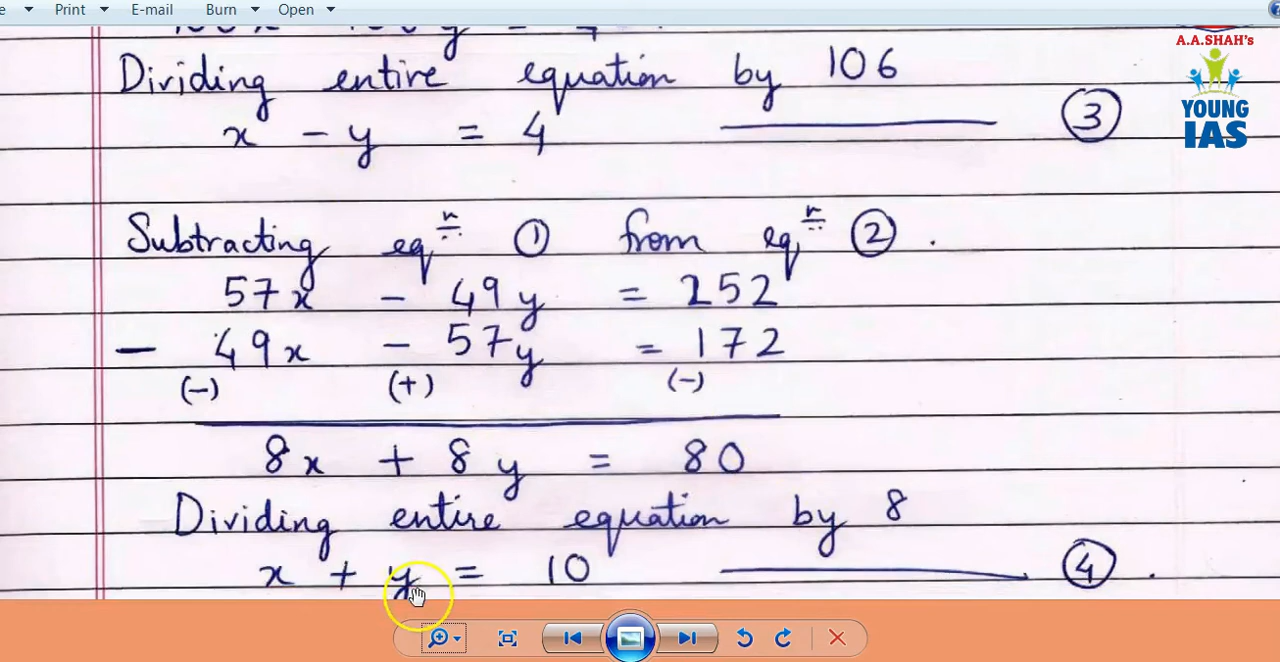 Print E-mail Burn Open
A.A.SHAH's
YOUNG
IAS
Dividing entire equation by 106
x - y = 4 ③
Subtracting eqⁿ ① from eqⁿ ② .
57x - 49y = 252
- 49x - 57y = 172
(-) (+) (-)
8x + 8y = 80
Dividing entire equation by 8
x + y = 10 ④ .